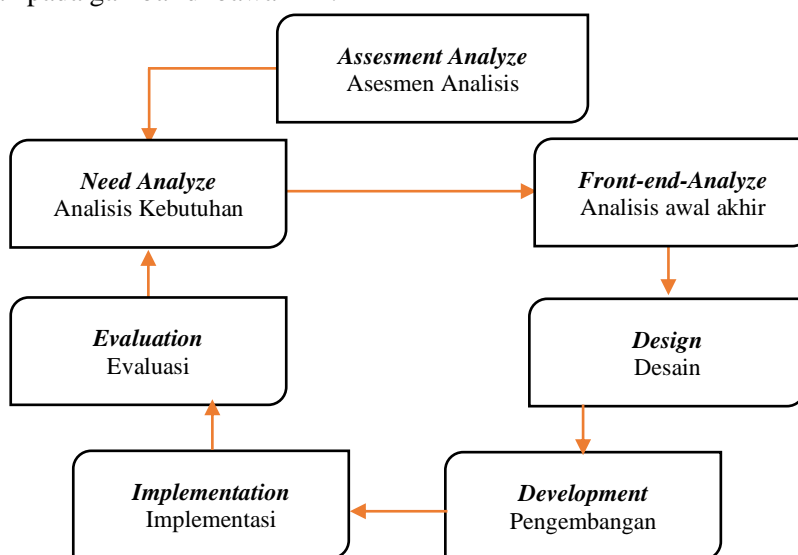 Assesment Analyze
Asesmen Analisis
Need Analyze
Analisis Kebutuhan
Front-end-Analyze
Analisis awal akhir
Evaluation
Evaluasi
Design
Desain
Implementation
Implementasi
Development
Pengembangan